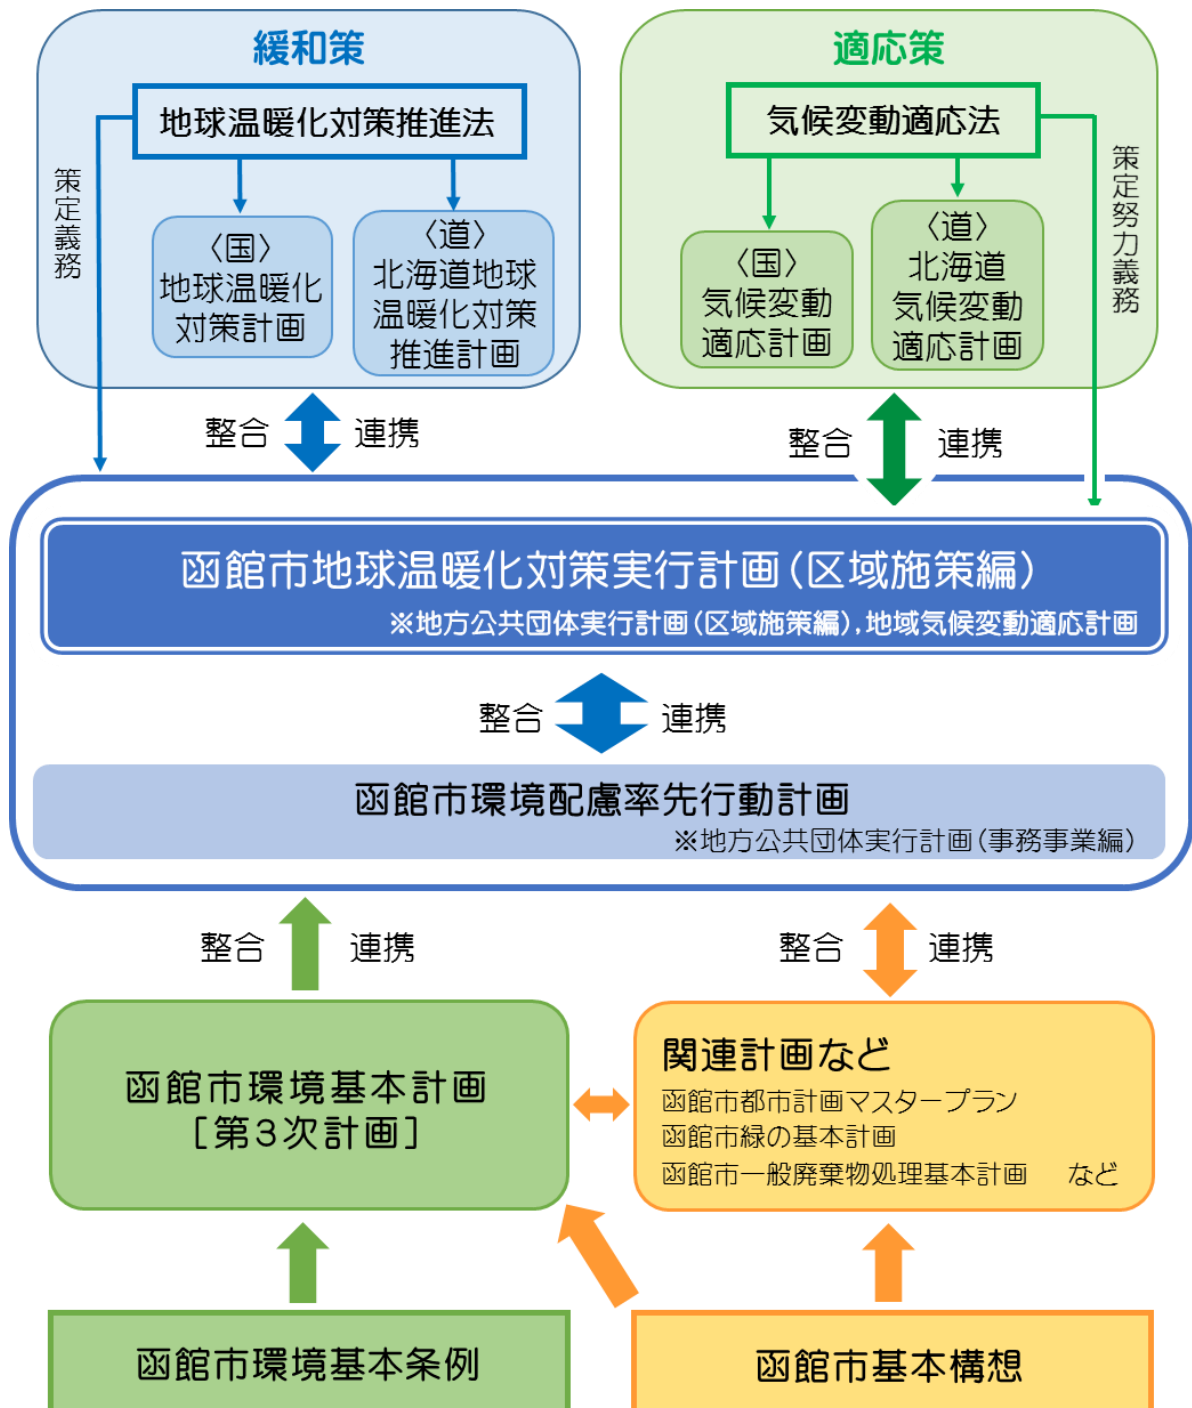 緩和策
地球温暖化対策推進法
策定義務
〈国〉
地球温暖化
対策計画
〈道〉
北海道地球
温暖化対策
推進計画
適応策
気候変動適応法
策定努力義務
〈国〉
気候変動
適応計画
〈道〉
北海道
気候変動
適応計画
整合 連携
整合 連携
函館市地球温暖化対策実行計画(区域施策編)
※地方公共団体実行計画(区域施策編),地域気候変動適応計画
整合 連携
函館市環境配慮率先行動計画
※地方公共団体実行計画(事務事業編)
整合 連携
整合 連携
函館市環境基本計画
[第3次計画]
関連計画など
函館市都市計画マスタープラン
函館市緑の基本計画
函館市一般廃棄物処理基本計画 など
函館市環境基本条例
函館市基本構想